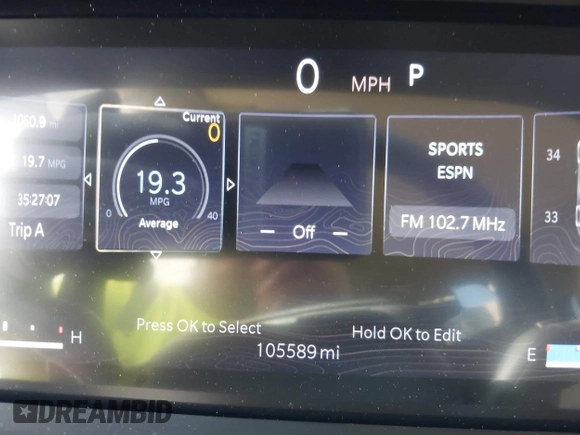 0 MPH P
1060.9 MI
19.7 MPG
35:27:07
Trip A
Current
0
19.3
MPG
0 40
Average
Off
SPORTS
ESPN
FM 102.7 MHz
34
33
Press OK to Select
Hold OK to Edit
105589 mi
H
E
DREAMBID